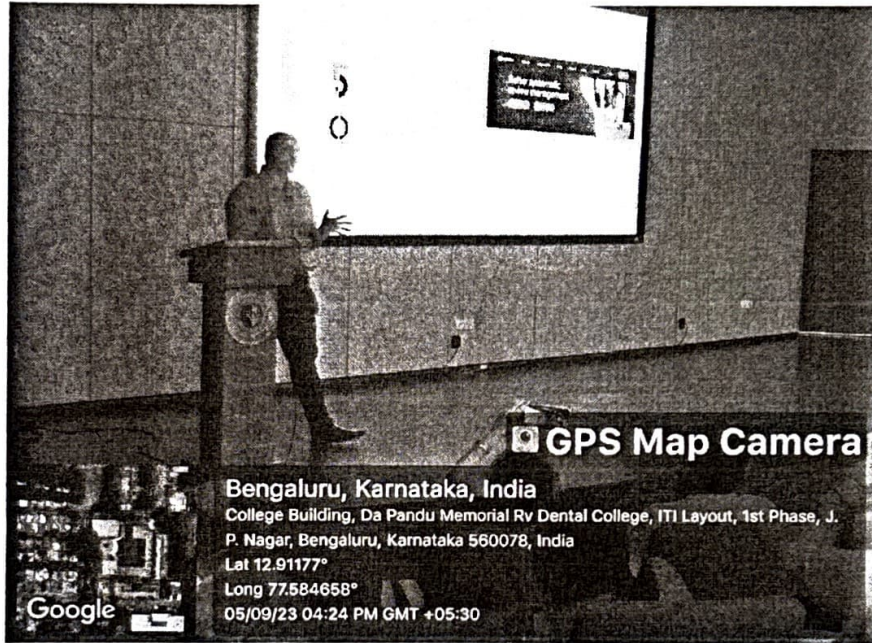 GPS Map Camera
Bengaluru, Karnataka, India
College Building, Da Pandu Memorial Rv Dental College, ITI Layout, 1st Phase, J.
P. Nagar, Bengaluru, Karnataka 560078, India
Lat 12.91177°
Long 77.584658°
05/09/23 04:24 PM GMT +05:30
Google